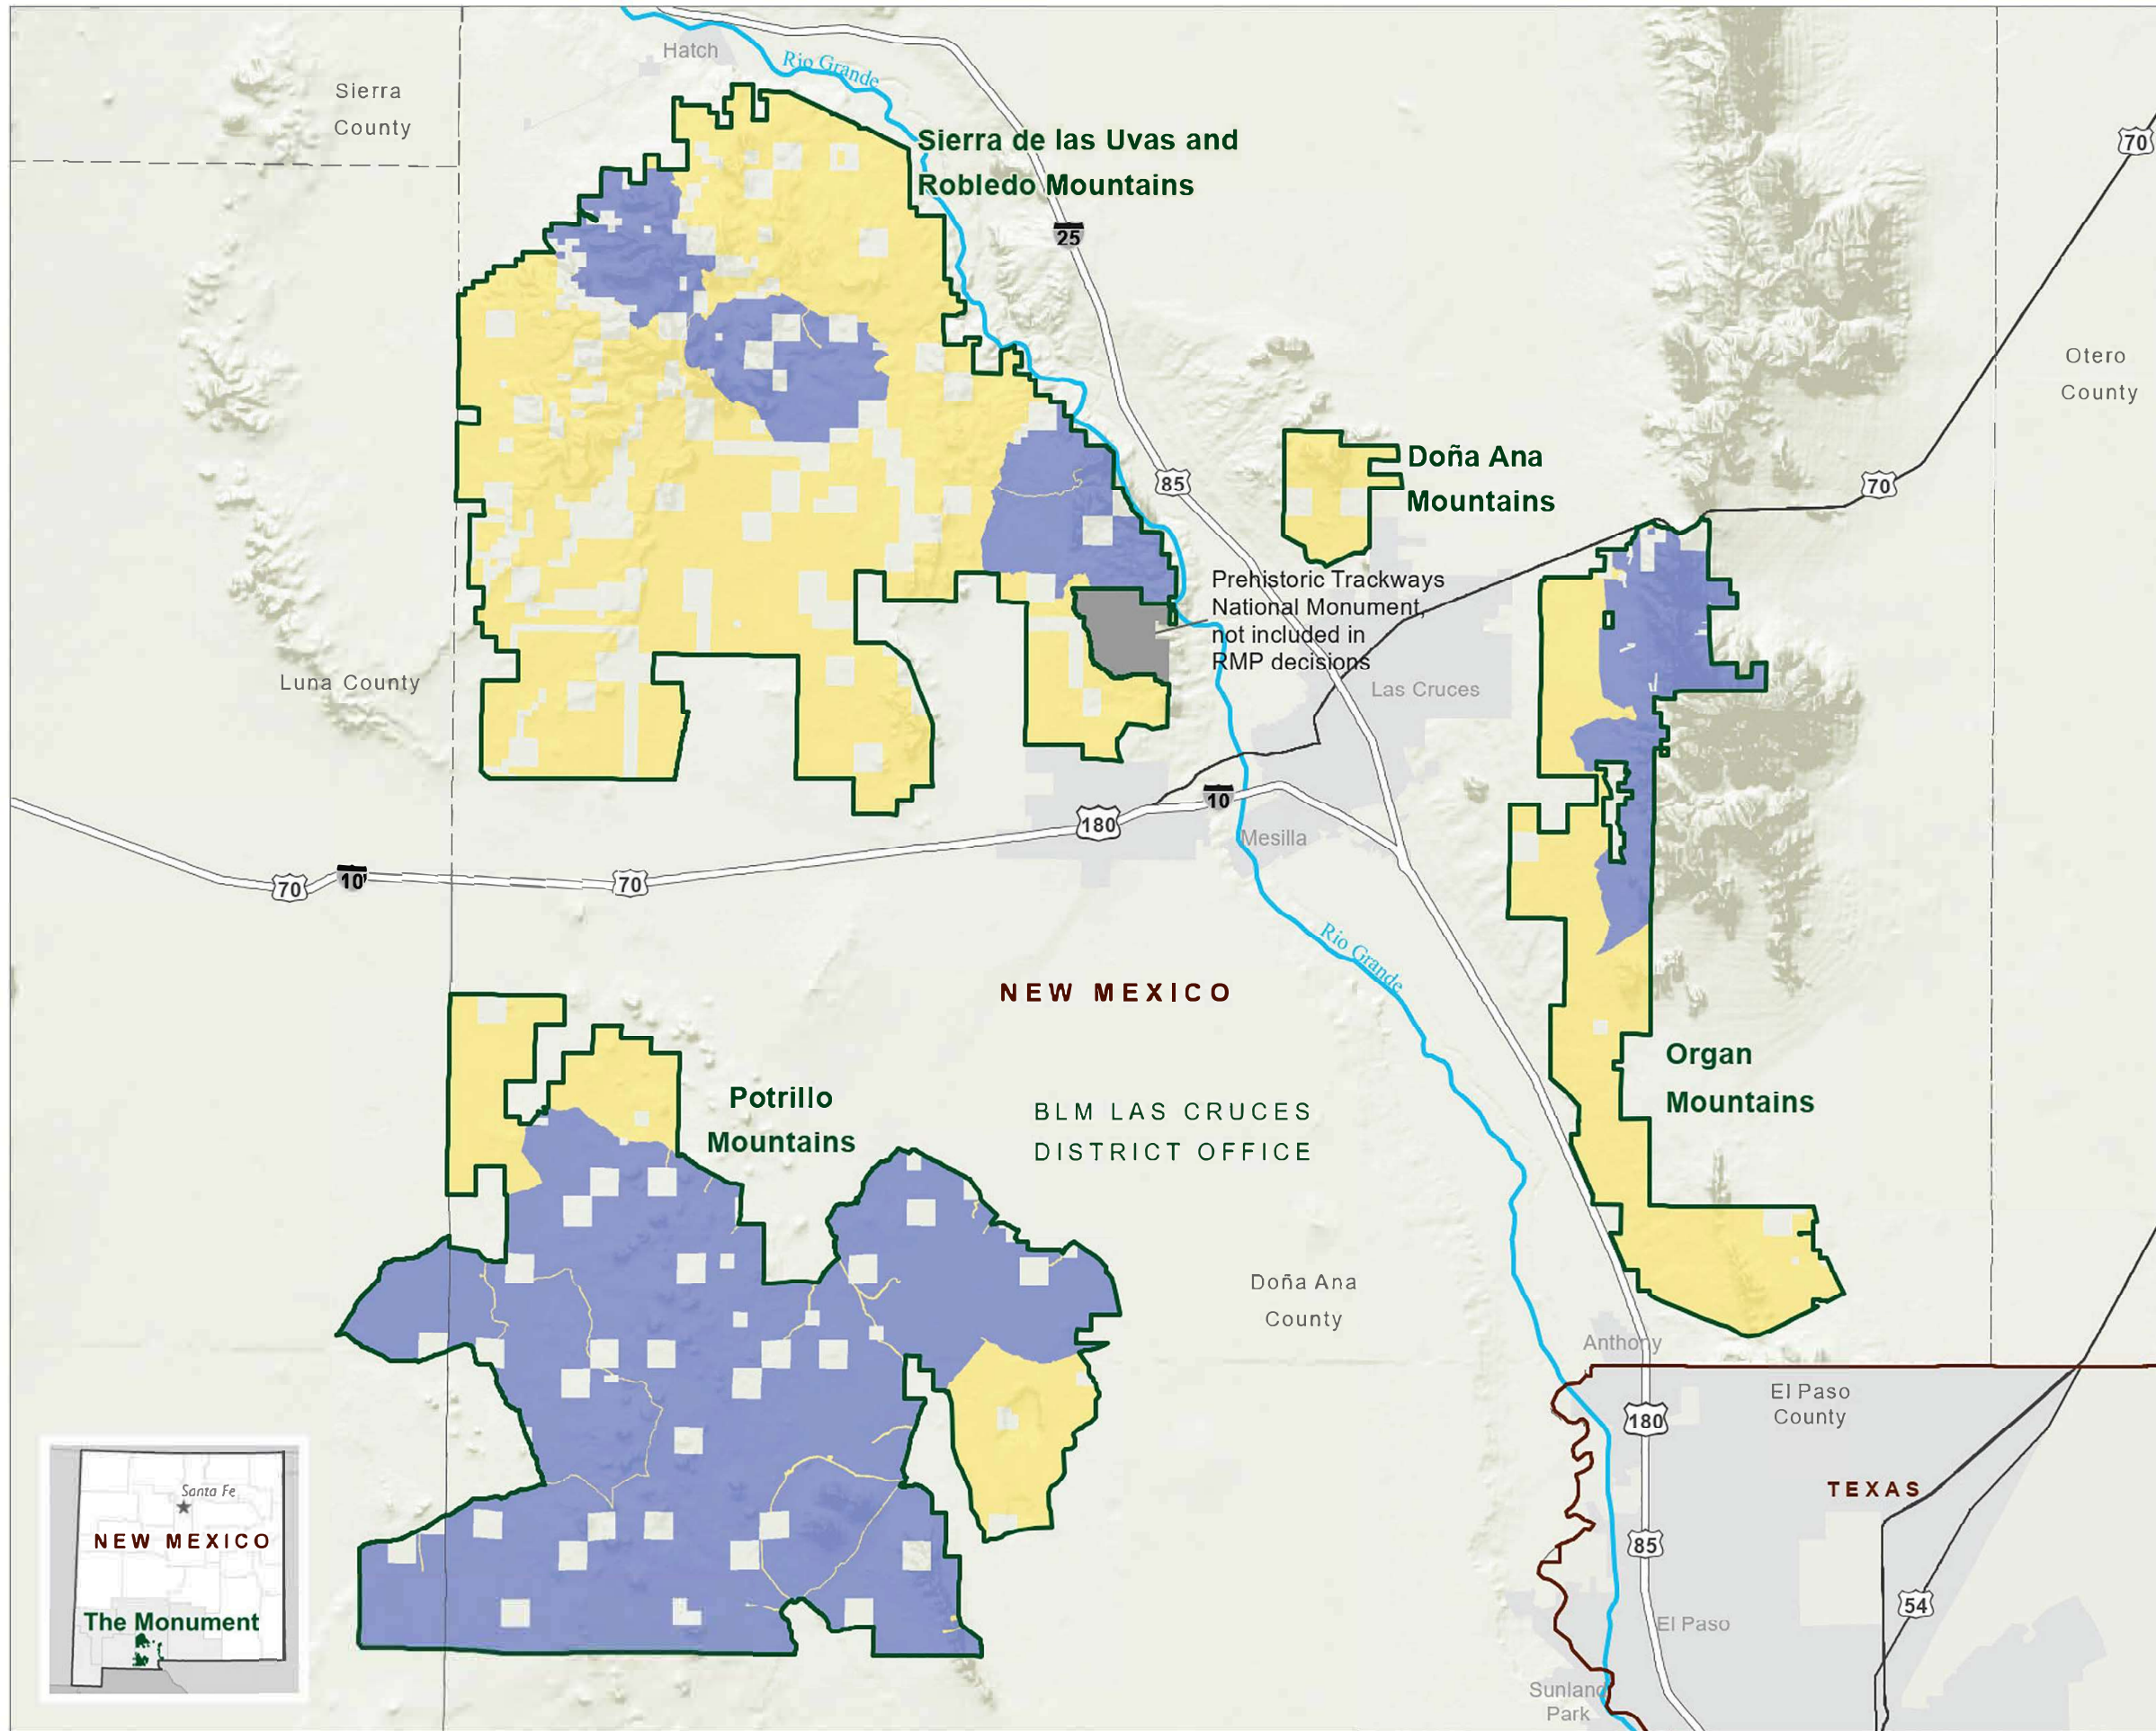 Hatch
Rio Grande
Sierra
County
Sierra de las Uvas and
Robledo Mountains
70
25
Otero
County
Doña Ana
Mountains
85
70
Prehistoric Trackways
National Monument,
not included in
RMP decisions
Luna County
Las Cruces
10
180
Mesilla
70
10
70
Rio Grande
NEW MEXICO
Organ
Mountains
Potrillo
Mountains
BLM LAS CRUCES
DISTRICT OFFICE
Doña Ana
County
Anthony
El Paso
County
180
TEXAS
Santa Fe
NEW MEXICO
85
The Monument
54
El Paso
Sunland
Park